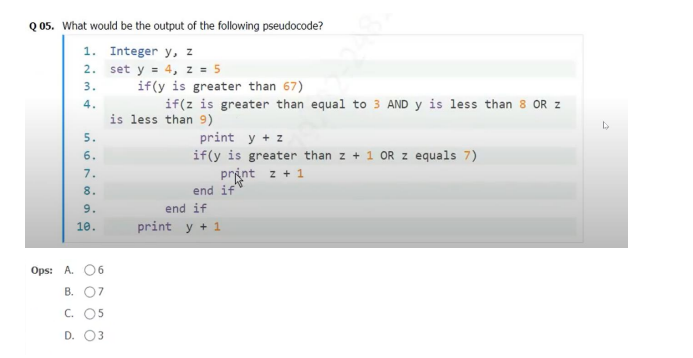 Q 05. What would be the output of the following pseudocode?
1. Integer y, z
2. set y = 4, z = 5
3. if(y is greater than 67)
4. if(z is greater than equal to 3 AND y is less than 8 OR z
is less than 9)
5. print y + z
6. if(y is greater than z + 1 OR z equals 7)
7. print z + 1
8. end if
9. end if
10. print y + 1
Ops: A. 6
B. 7
C. 5
D. 3